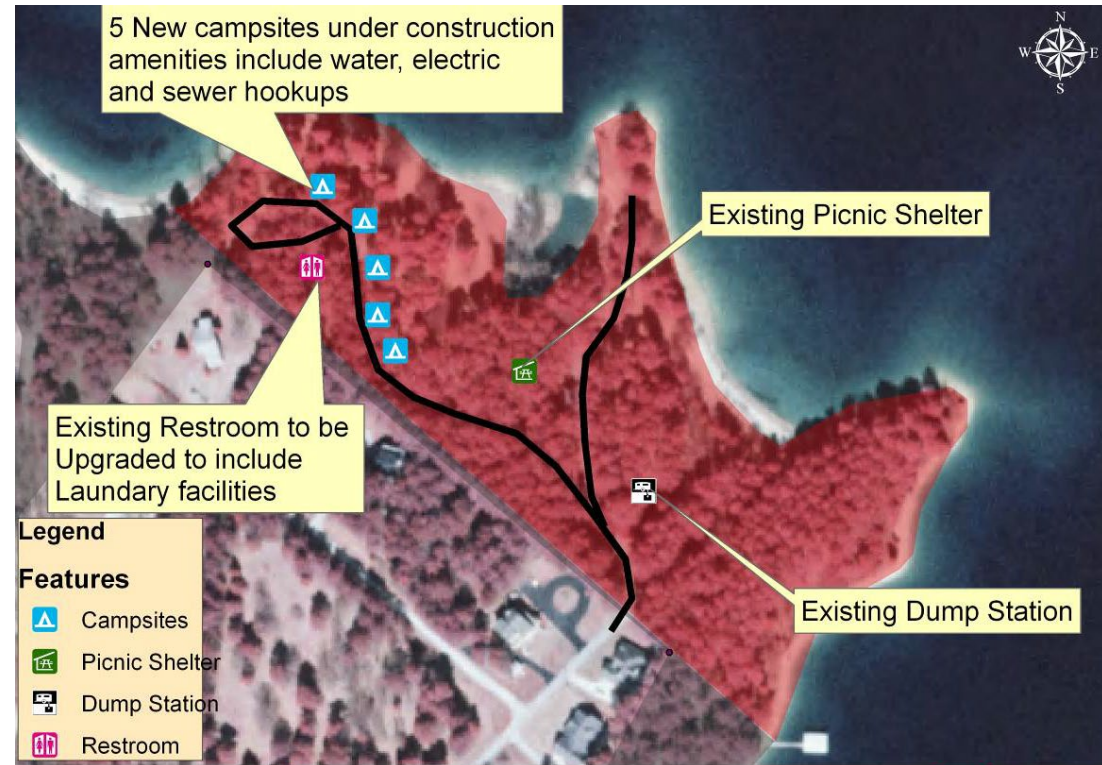 5 New campsites under construction
amenities include water, electric
and sewer hookups
N
W
E
S
Existing Picnic Shelter
Existing Restroom to be
Upgraded to include
Laundary facilities
Existing Dump Station
Legend
Features
Campsites
Picnic Shelter
Dump Station
Restroom